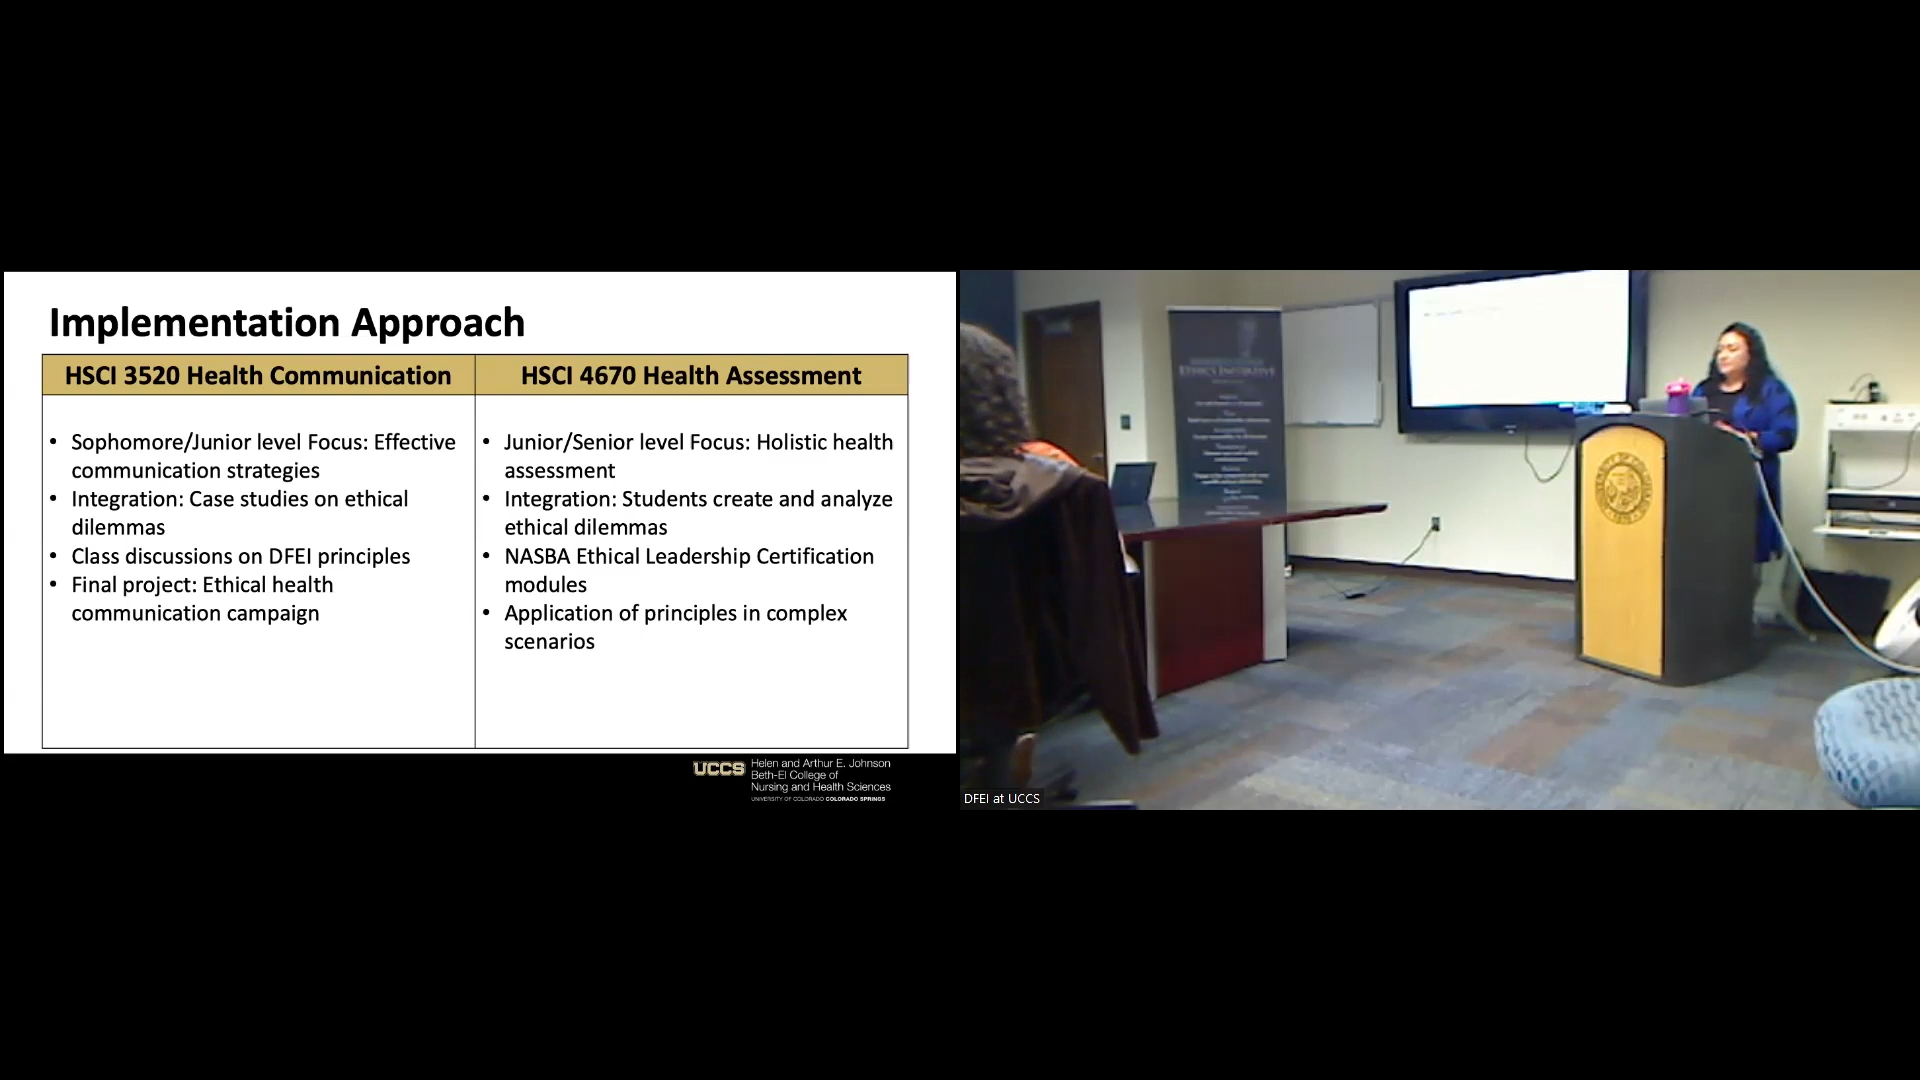 Implementation Approach
HSCI 3520 Health Communication
• Sophomore/Junior level Focus: Effective
communication strategies
• Integration: Case studies on ethical
dilemmas
• Class discussions on DFEI principles
• Final project: Ethical health
communication campaign
HSCI 4670 Health Assessment
• Junior/Senior level Focus: Holistic health
assessment
• Integration: Students create and analyze
ethical dilemmas
• NASBA Ethical Leadership Certification
modules
• Application of principles in complex
scenarios
UCCS
Helen and Arthur E. Johnson
Beth-El College of
Nursing and Health Sciences
UNIVERSITY OF COLORADO COLORADO SPRINGS
ETHICS INITIATIVE
DFEI at UCCS